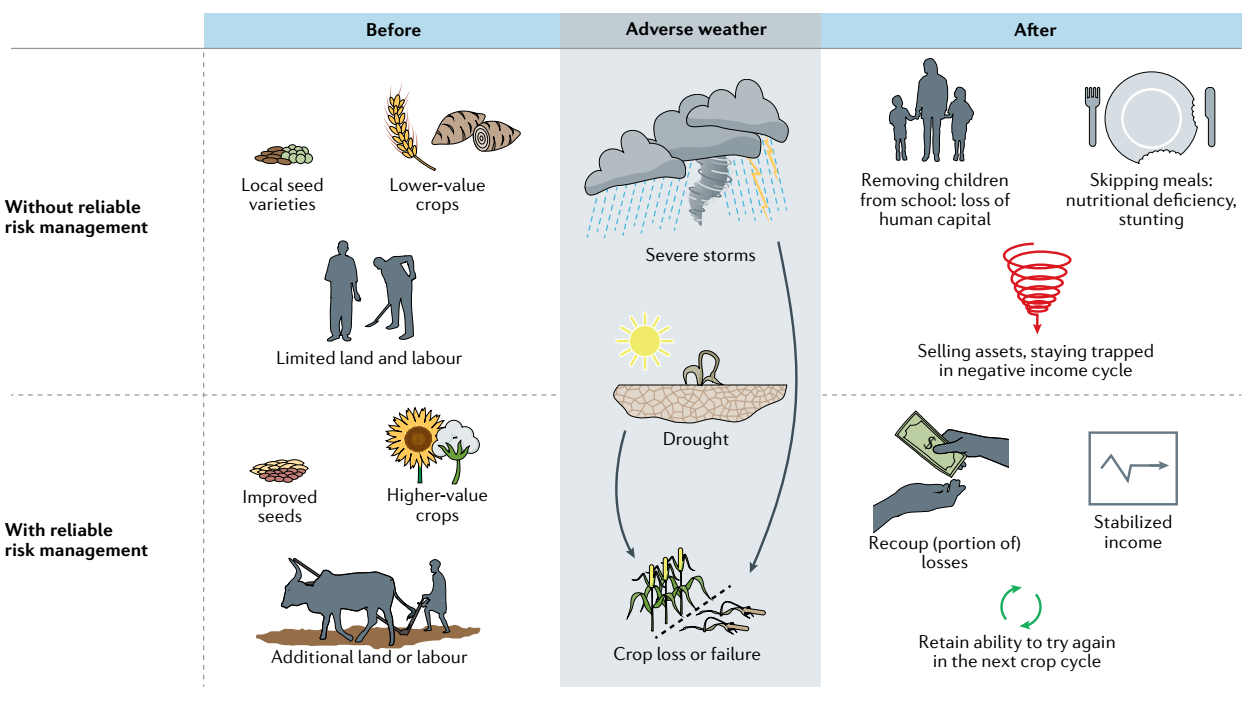 Before
Adverse weather
After
Without reliable
risk management
Local seed
varieties
Lower-value
crops
Limited land and labour
Severe storms
Drought
Removing children
from school: loss of
human capital
Skipping meals:
nutritional deficiency,
stunting
Selling assets, staying trapped
in negative income cycle
With reliable
risk management
Improved
seeds
Higher-value
crops
Additional land or labour
Crop loss or failure
$
Recoup (portion of)
losses
Stabilized
income
Retain ability to try again
in the next crop cycle